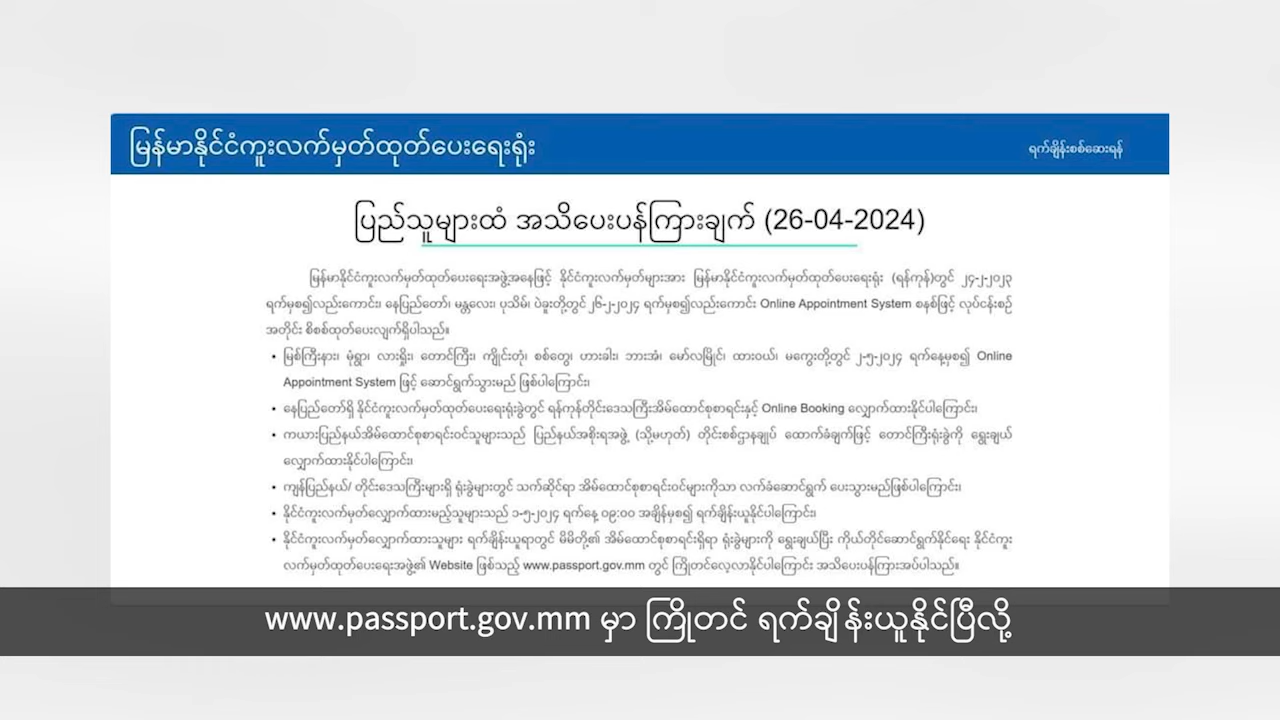 မြန်မာနိုင်ငံကူးလက်မှတ်ထုတ်ပေးရေးရုံး
ရက်ချိန်းစစ်ဆေးရန်
ပြည်သူများထံ အသိပေးပန်ကြားချက် (26-04-2024)
မြန်မာနိုင်ငံကူးလက်မှတ်ထုတ်ပေးရေးအဖွဲ့အနေဖြင့် နိုင်ငံကူးလက်မှတ်များအား မြန်မာနိုင်ငံကူးလက်မှတ်ထုတ်ပေးရေးရုံး (ရန်ကုန်)တွင် ၂၄-၂-၂၀၂၃
ရက်မှစ၍လည်းကောင်း၊ နေပြည်တော်၊ မန္တလေး၊ ပုသိမ်၊ ပဲခူးတို့တွင် ၂၆-၂-၂၀၂၄ ရက်မှစ၍လည်းကောင်း Online Appointment System စနစ်ဖြင့် လုပ်ငန်းစဉ်
အတိုင်း စိစစ်ထုတ်ပေးလျက်ရှိပါသည်။
• မြစ်ကြီးနား၊ မုံရွာ၊ လားရှိုး၊ တောင်ကြီး၊ ကျိုင်းတုံ၊ စစ်တွေ၊ ဟားခါး၊ ဘားအံ၊ မော်လမြိုင်၊ ထားဝယ်၊ မကွေးတို့တွင် ၂-၅-၂၀၂၄ ရက်နေ့မှစ၍ Online
Appointment System ဖြင့် ဆောင်ရွက်သွားမည် ဖြစ်ပါကြောင်း၊
• နေပြည်တော်ရှိ နိုင်ငံကူးလက်မှတ်ထုတ်ပေးရေးရုံးခွဲတွင် ရန်ကုန်တိုင်းဒေသကြီးအိမ်ထောင်စုစာရင်းနှင့် Online Booking လျှောက်ထားနိုင်ပါကြောင်း၊
• ကယားပြည်နယ်အိမ်ထောင်စုစာရင်းဝင်သူများသည် ပြည်နယ်အစိုးရအဖွဲ့ (သို့မဟုတ်) တိုင်းစစ်ဌာနချုပ် ထောက်ခံချက်ဖြင့် တောင်ကြီးရုံးခွဲကို ရွေးချယ်
လျှောက်ထားနိုင်ပါကြောင်း၊
• ကျန်ပြည်နယ်/ တိုင်းဒေသကြီးများရှိ ရုံးခွဲများတွင် သက်ဆိုင်ရာ အိမ်ထောင်စုစာရင်းဝင်များကိုသာ လက်ခံဆောင်ရွက် ပေးသွားမည်ဖြစ်ပါကြောင်း၊
• နိုင်ငံကူးလက်မှတ်လျှောက်ထားမည့်သူများသည် ၁-၅-၂၀၂၄ ရက်နေ့ ၀၉:၀၀ အချိန်မှစ၍ ရက်ချိန်းယူနိုင်ပါကြောင်း၊
• နိုင်ငံကူးလက်မှတ်လျှောက်ထားသူများ ရက်ချိန်းယူရာတွင် မိမိတို့၏ အိမ်ထောင်စုစာရင်းရှိရာ ရုံးခွဲများကို ရွေးချယ်ပြီး ကိုယ်တိုင်ဆောင်ရွက်နိုင်ရေး နိုင်ငံကူး
လက်မှတ်ထုတ်ပေးရေးအဖွဲ့၏ Website ဖြစ်သည့် www.passport.gov.mm တွင် ကြိုတင်လေ့လာနိုင်ပါကြောင်း အသိပေးပန်ကြားအပ်ပါသည်။
www.passport.gov.mm မှာ ကြိုတင် ရက်ချိန်းယူနိုင်ပြီလို့